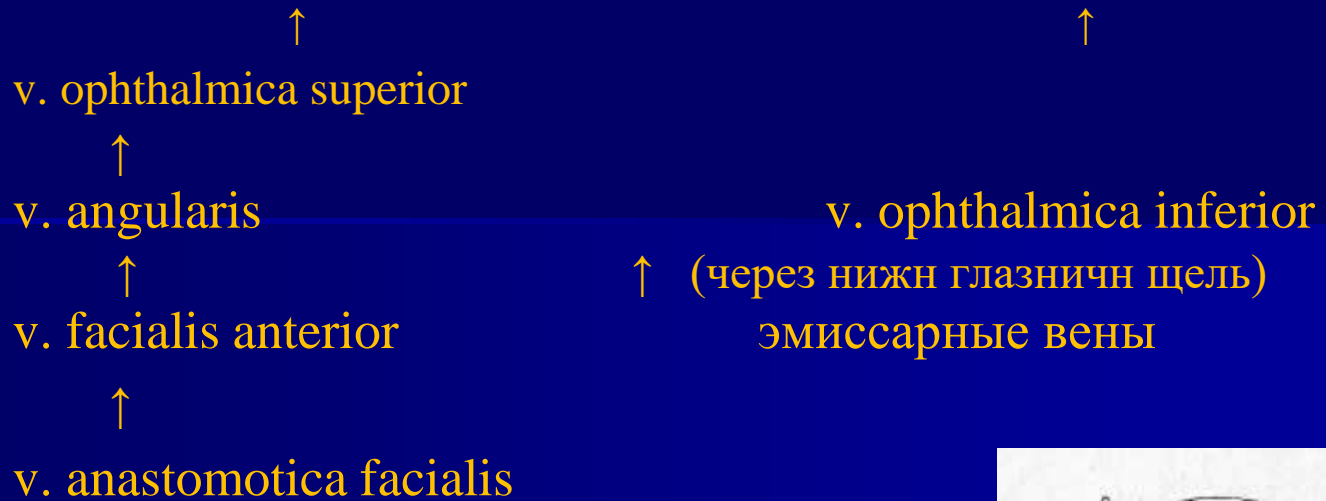 ↑ ↑
v. ophthalmica superior
↑
v. angularis v. ophthalmica inferior
↑ ↑ (через нижн глазничн щель)
v. facialis anterior эмиссарные вены
↑
v. anastomotica facialis